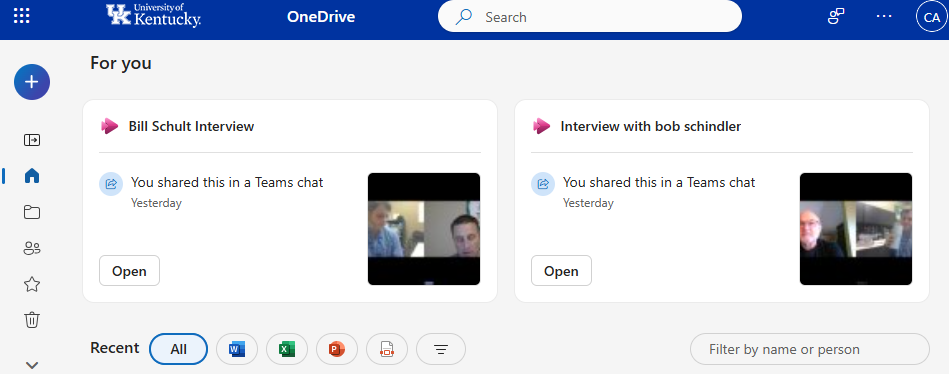 University of
Kentucky.
OneDrive
Search
CA
For you
Bill Schult Interview
You shared this in a Teams chat
Yesterday
Open
Interview with bob schindler
You shared this in a Teams chat
Yesterday
Open
Recent
All
Filter by name or person